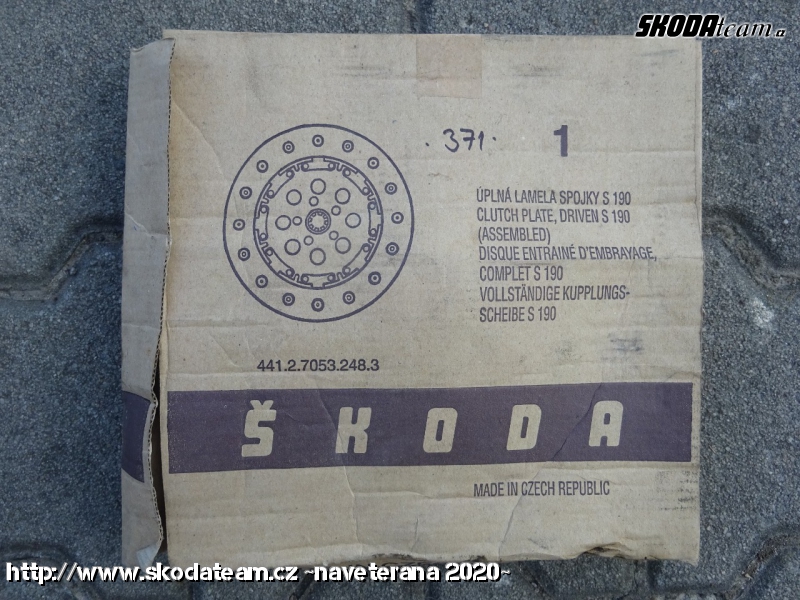 ŠKODAteam.cz
· 371 ·
1
ÚPLNÁ LAMELA SPOJKY S 190
CLUTCH PLATE, DRIVEN S 190
(ASSEMBLED)
DISQUE ENTRAINÉ D'EMBRAYAGE,
COMPLET S 190
VOLLSTÄNDIGE KUPPLUNGS-
SCHEIBE S 190
441.2.7053.248.3
ŠKODA
MADE IN CZECH REPUBLIC
http://www.skodateam.cz ~naveterana 2020~